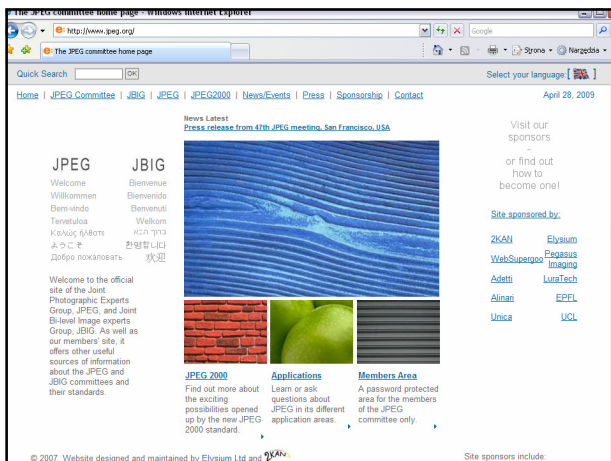 The JPEG committee home page - Windows Internet Explorer
http://www.jpeg.org/
Google
The JPEG committee home page
Strona
Narzędzia
Quick Search
OK
Select your language:[ ]
Home | JPEG Committee | JBIG | JPEG | JPEG2000 | News/Events | Press | Sponsorship | Contact
April 28, 2009
News Latest
Press release from 47th JPEG meeting, San Francisco, USA
JPEG JBIG
Welcome Bienvenue
Willkommen Bienvenido
Bem-vindo Benvenuti
Tervetuloa Welkom
Καλώς ήλθατε ברוך הבא
ようこそ 환영합니다
Добро пожаловать 欢迎
Welcome to the official
site of the Joint
Photographic Experts
Group, JPEG, and Joint
Bi-level Image experts
Group, JBIG. As well as
our members' site, it
offers other useful
sources of information
about the JPEG and
JBIG committees and
their standards.
JPEG 2000
Find out more about
the exciting
possibilities opened
up by the new JPEG
2000 standard.
Applications
Learn or ask
questions about
JPEG in its different
application areas.
Members Area
A password protected
area for the members
of the JPEG
committee only.
Visit our
sponsors
-
or find out
how to
become one!
Site sponsored by:
2KAN Elysium
WebSupergoo Pegasus Imaging
Adetti LuraTech
Alinari EPFL
Unica UCL
© 2007. Website designed and maintained by Elysium Ltd and 2KAN
Site sponsors include: